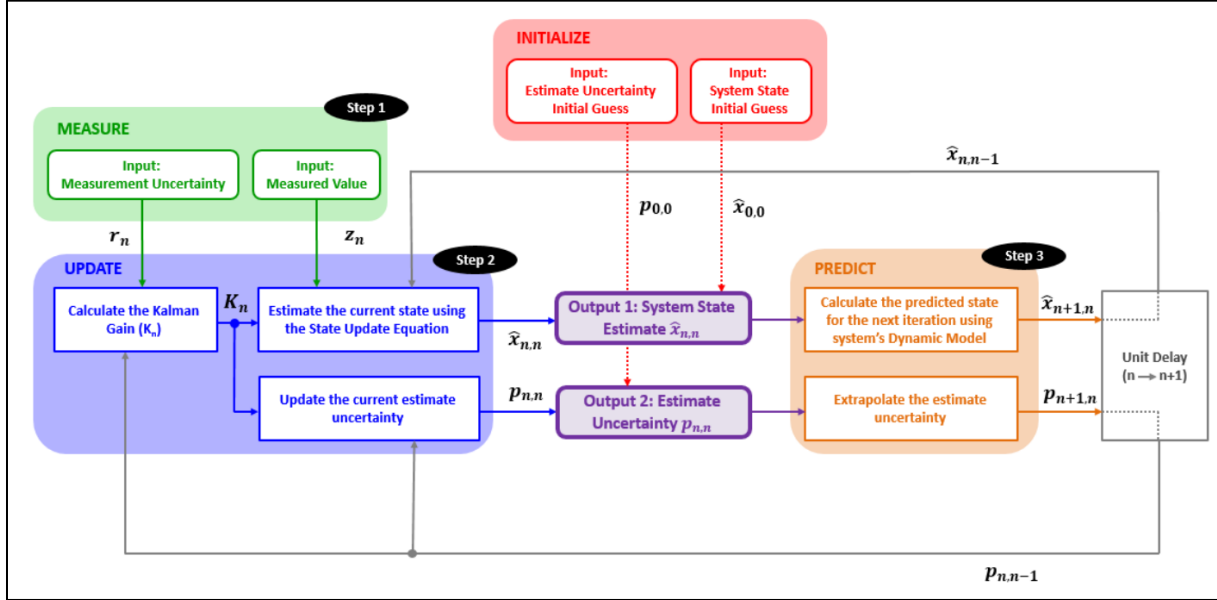 INITIALIZE
Input:
Estimate Uncertainty
Initial Guess
Input:
System State
Initial Guess
Step 1
MEASURE
Input:
Measurement Uncertainty
Input:
Measured Value
x̂ₙ,ₙ₋₁
p₀,₀
x̂₀,₀
rₙ
zₙ
Step 2
UPDATE
Calculate the Kalman
Gain (Kₙ)
Kₙ
Estimate the current state using
the State Update Equation
x̂ₙ,ₙ
Update the current estimate
uncertainty
pₙ,ₙ
Output 1: System State
Estimate x̂ₙ,ₙ
Output 2: Estimate
Uncertainty pₙ,ₙ
Step 3
PREDICT
Calculate the predicted state
for the next iteration using
system's Dynamic Model
x̂ₙ₊₁,ₙ
Extrapolate the estimate
uncertainty
pₙ₊₁,ₙ
Unit Delay
(n → n+1)
pₙ,ₙ₋₁